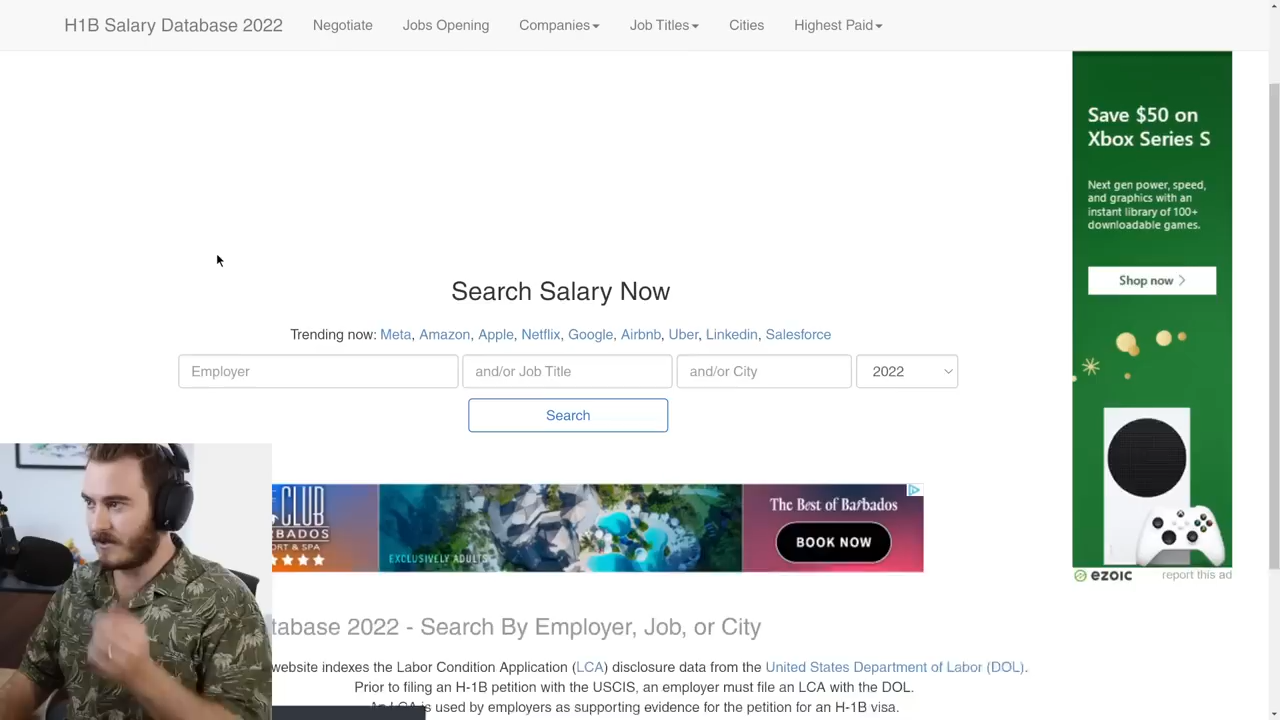 H1B Salary Database 2022 Negotiate Jobs Opening Companies Job Titles Cities Highest Paid
Save $50 on
Xbox Series S
Next gen power, speed,
and graphics with an
instant library of 100+
downloadable games.
Shop now
Search Salary Now
Trending now: Meta, Amazon, Apple, Netflix, Google, Airbnb, Uber, Linkedin, Salesforce
Employer and/or Job Title and/or City 2022
Search
CLUB
RBADOS
ORT & SPA
EXCLUSIVELY ADULTS
The Best of Barbados
BOOK NOW
ezoic report this ad
tabase 2022 - Search By Employer, Job, or City
website indexes the Labor Condition Application (LCA) disclosure data from the United States Department of Labor (DOL).
Prior to filing an H-1B petition with the USCIS, an employer must file an LCA with the DOL.
An LCA is used by employers as supporting evidence for the petition for an H-1B visa.